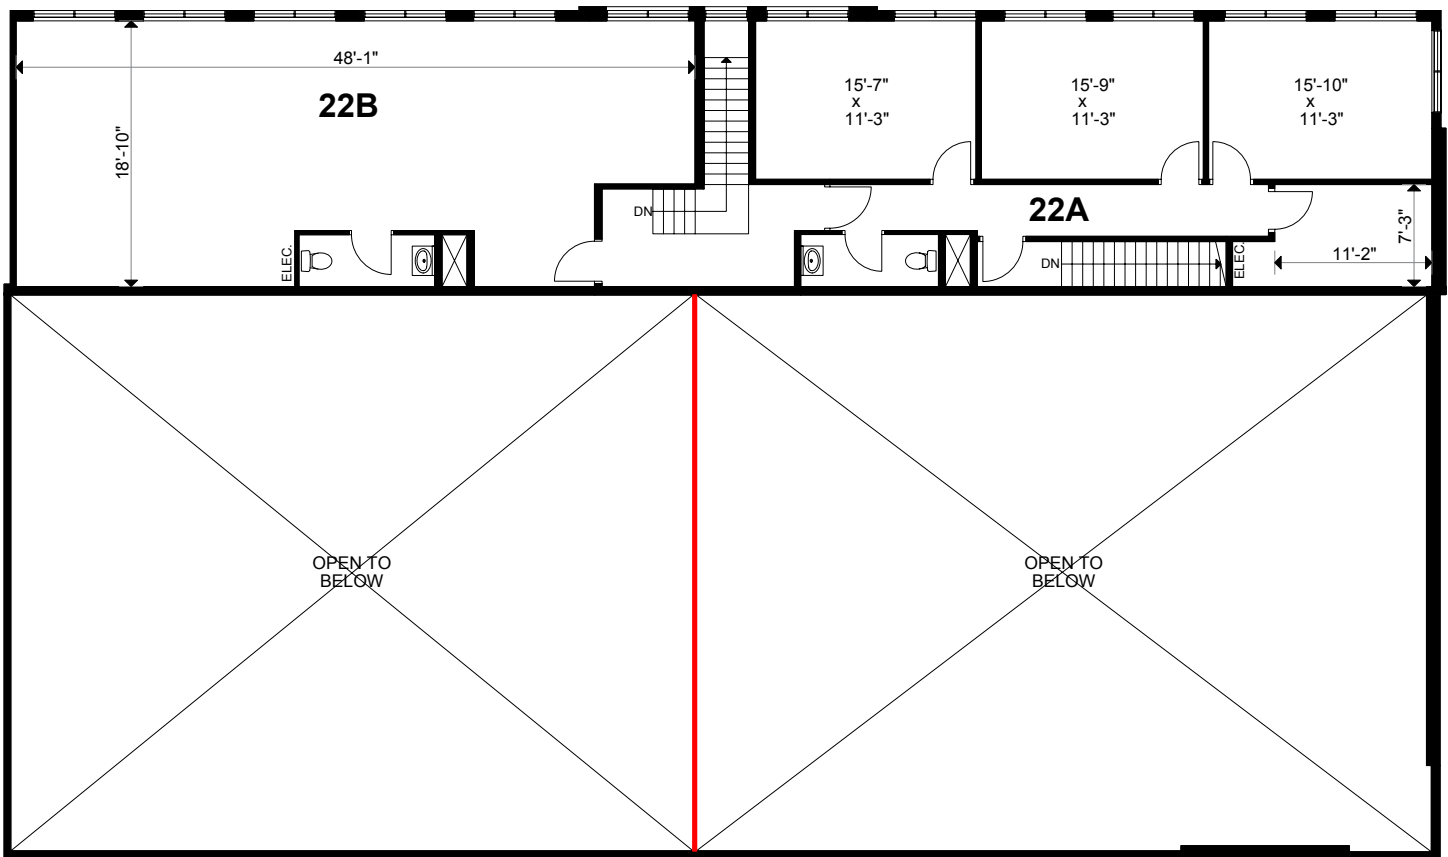 48'-1"
22B
18'-10"
15'-7"
x
11'-3"
15'-9"
x
11'-3"
15'-10"
x
11'-3"
DN
22A
7'-3"
11'-2"
ELEC.
DN
ELEC.
OPEN TO
BELOW
OPEN TO
BELOW